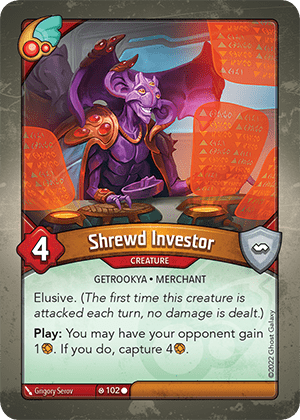 4
Shrewd Investor
CREATURE
GETROOKYA • MERCHANT
Elusive. (The first time this creature is
attacked each turn, no damage is dealt.)
Play: You may have your opponent gain
1. If you do, capture 4.
Grigory Serov
102
©2022 Ghost Galaxy